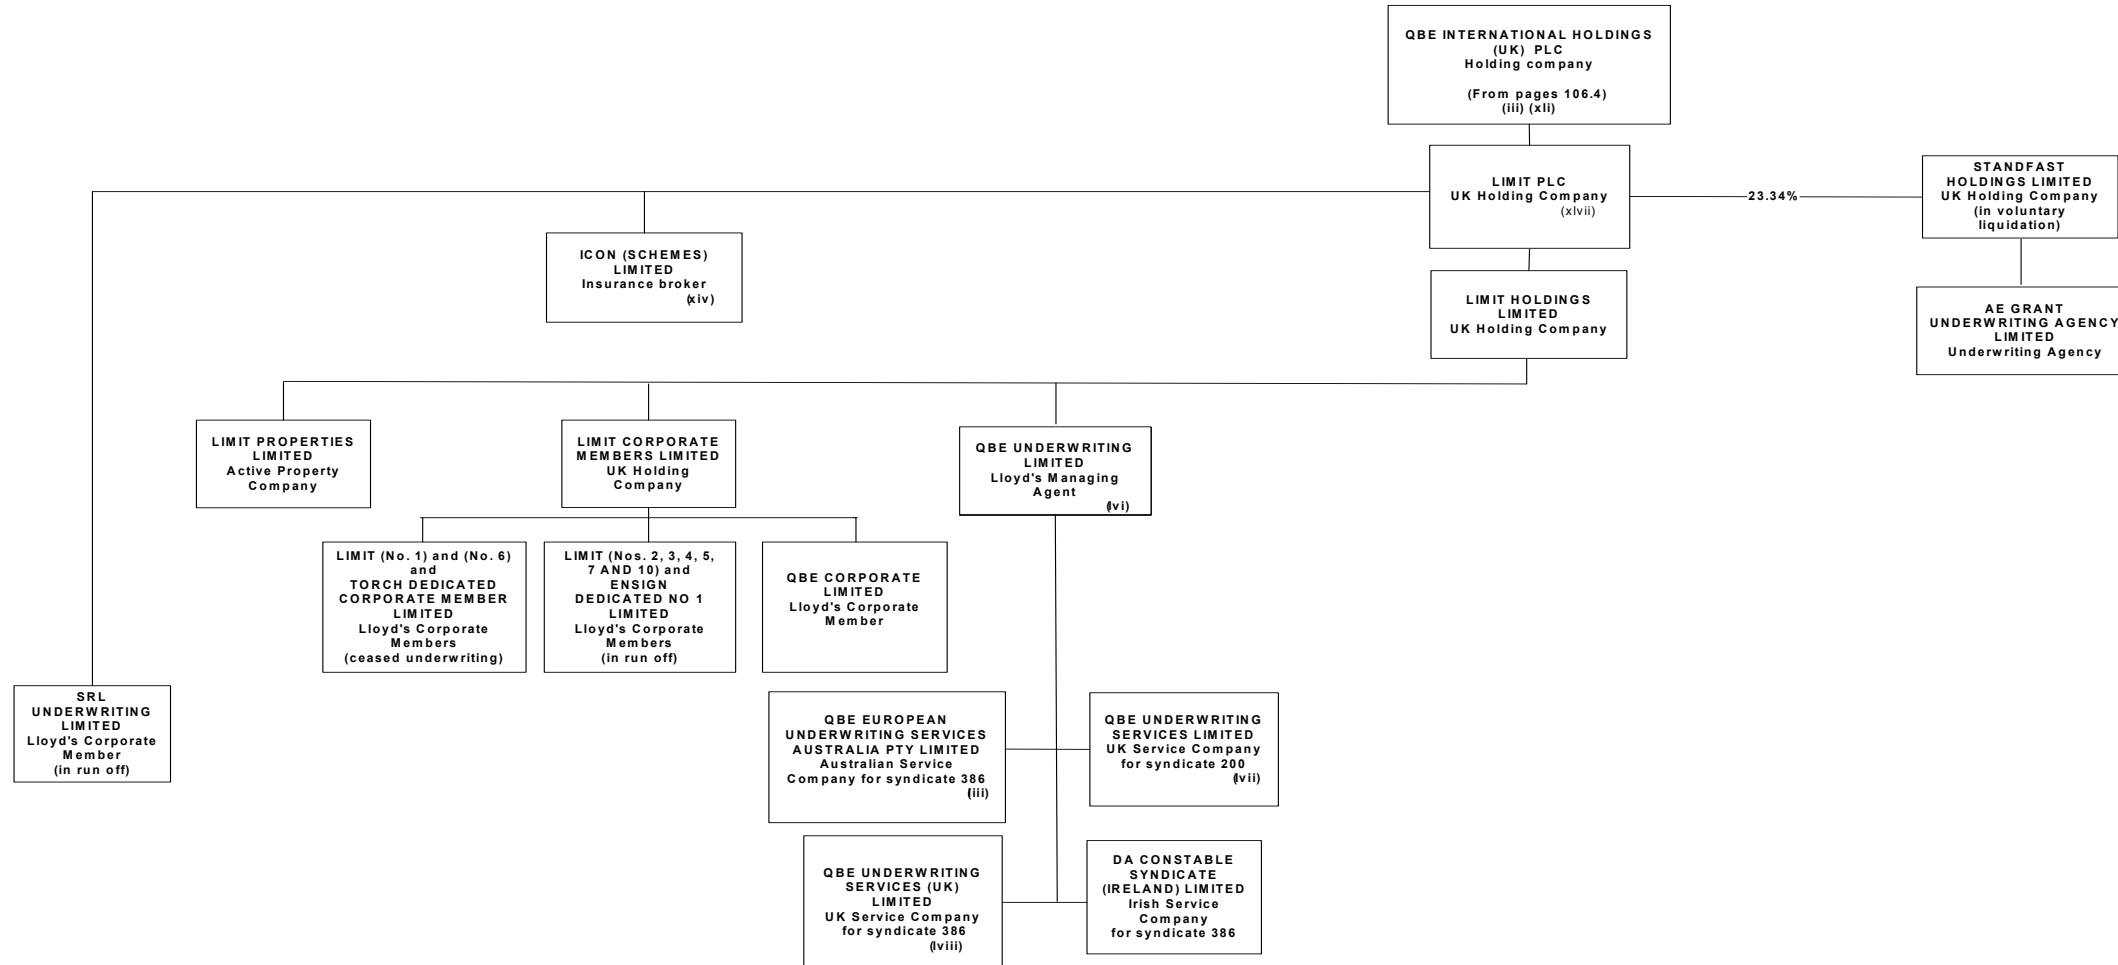 QBE INTERNATIONAL HOLDINGS
(UK) PLC
Holding company
(From pages 106.4)
(iii) (xli)
LIMIT PLC
UK Holding Company
(xlvii)
23.34%
STANDFAST
HOLDINGS LIMITED
UK Holding Company
(in voluntary
liquidation)
ICON (SCHEMES)
LIMITED
Insurance broker
(xiv)
LIMIT HOLDINGS
LIMITED
UK Holding Company
AE GRANT
UNDERWRITING AGENCY
LIMITED
Underwriting Agency
LIMIT PROPERTIES
LIMITED
Active Property
Company
LIMIT CORPORATE
MEMBERS LIMITED
UK Holding
Company
QBE UNDERWRITING
LIMITED
Lloyd's Managing
Agent
(lvi)
LIMIT (No. 1) and (No. 6)
and
TORCH DEDICATED
CORPORATE MEMBER
LIMITED
Lloyd's Corporate
Members
(ceased underwriting)
LIMIT (Nos. 2, 3, 4, 5,
7 AND 10) and
ENSIGN
DEDICATED NO 1
LIMITED
Lloyd's Corporate
Members
(in run off)
QBE CORPORATE
LIMITED
Lloyd's Corporate
Member
SRL
UNDERWRITING
LIMITED
Lloyd's Corporate
Member
(in run off)
QBE EUROPEAN
UNDERWRITING SERVICES
AUSTRALIA PTY LIMITED
Australian Service
Company for syndicate 386
(iii)
QBE UNDERWRITING
SERVICES LIMITED
UK Service Company
for syndicate 200
(lvii)
QBE UNDERWRITING
SERVICES (UK)
LIMITED
UK Service Company
for syndicate 386
(lviii)
DA CONSTABLE
SYNDICATE
(IRELAND) LIMITED
Irish Service
Company
for syndicate 386